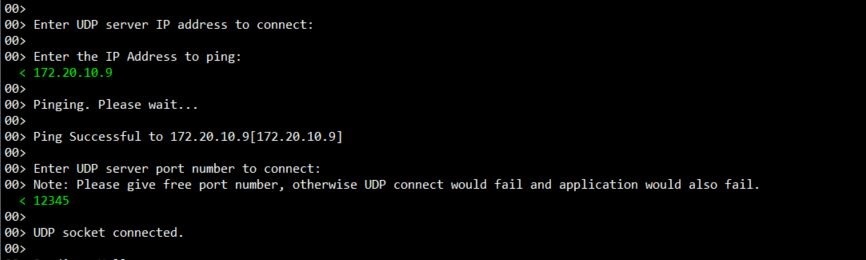 00>
00> Enter UDP server IP address to connect:
00>
00> Enter the IP Address to ping:
< 172.20.10.9
00>
00> Pinging. Please wait...
00>
00> Ping Successful to 172.20.10.9[172.20.10.9]
00>
00> Enter UDP server port number to connect:
00> Note: Please give free port number, otherwise UDP connect would fail and application would also fail.
< 12345
00>
00> UDP socket connected.
00>